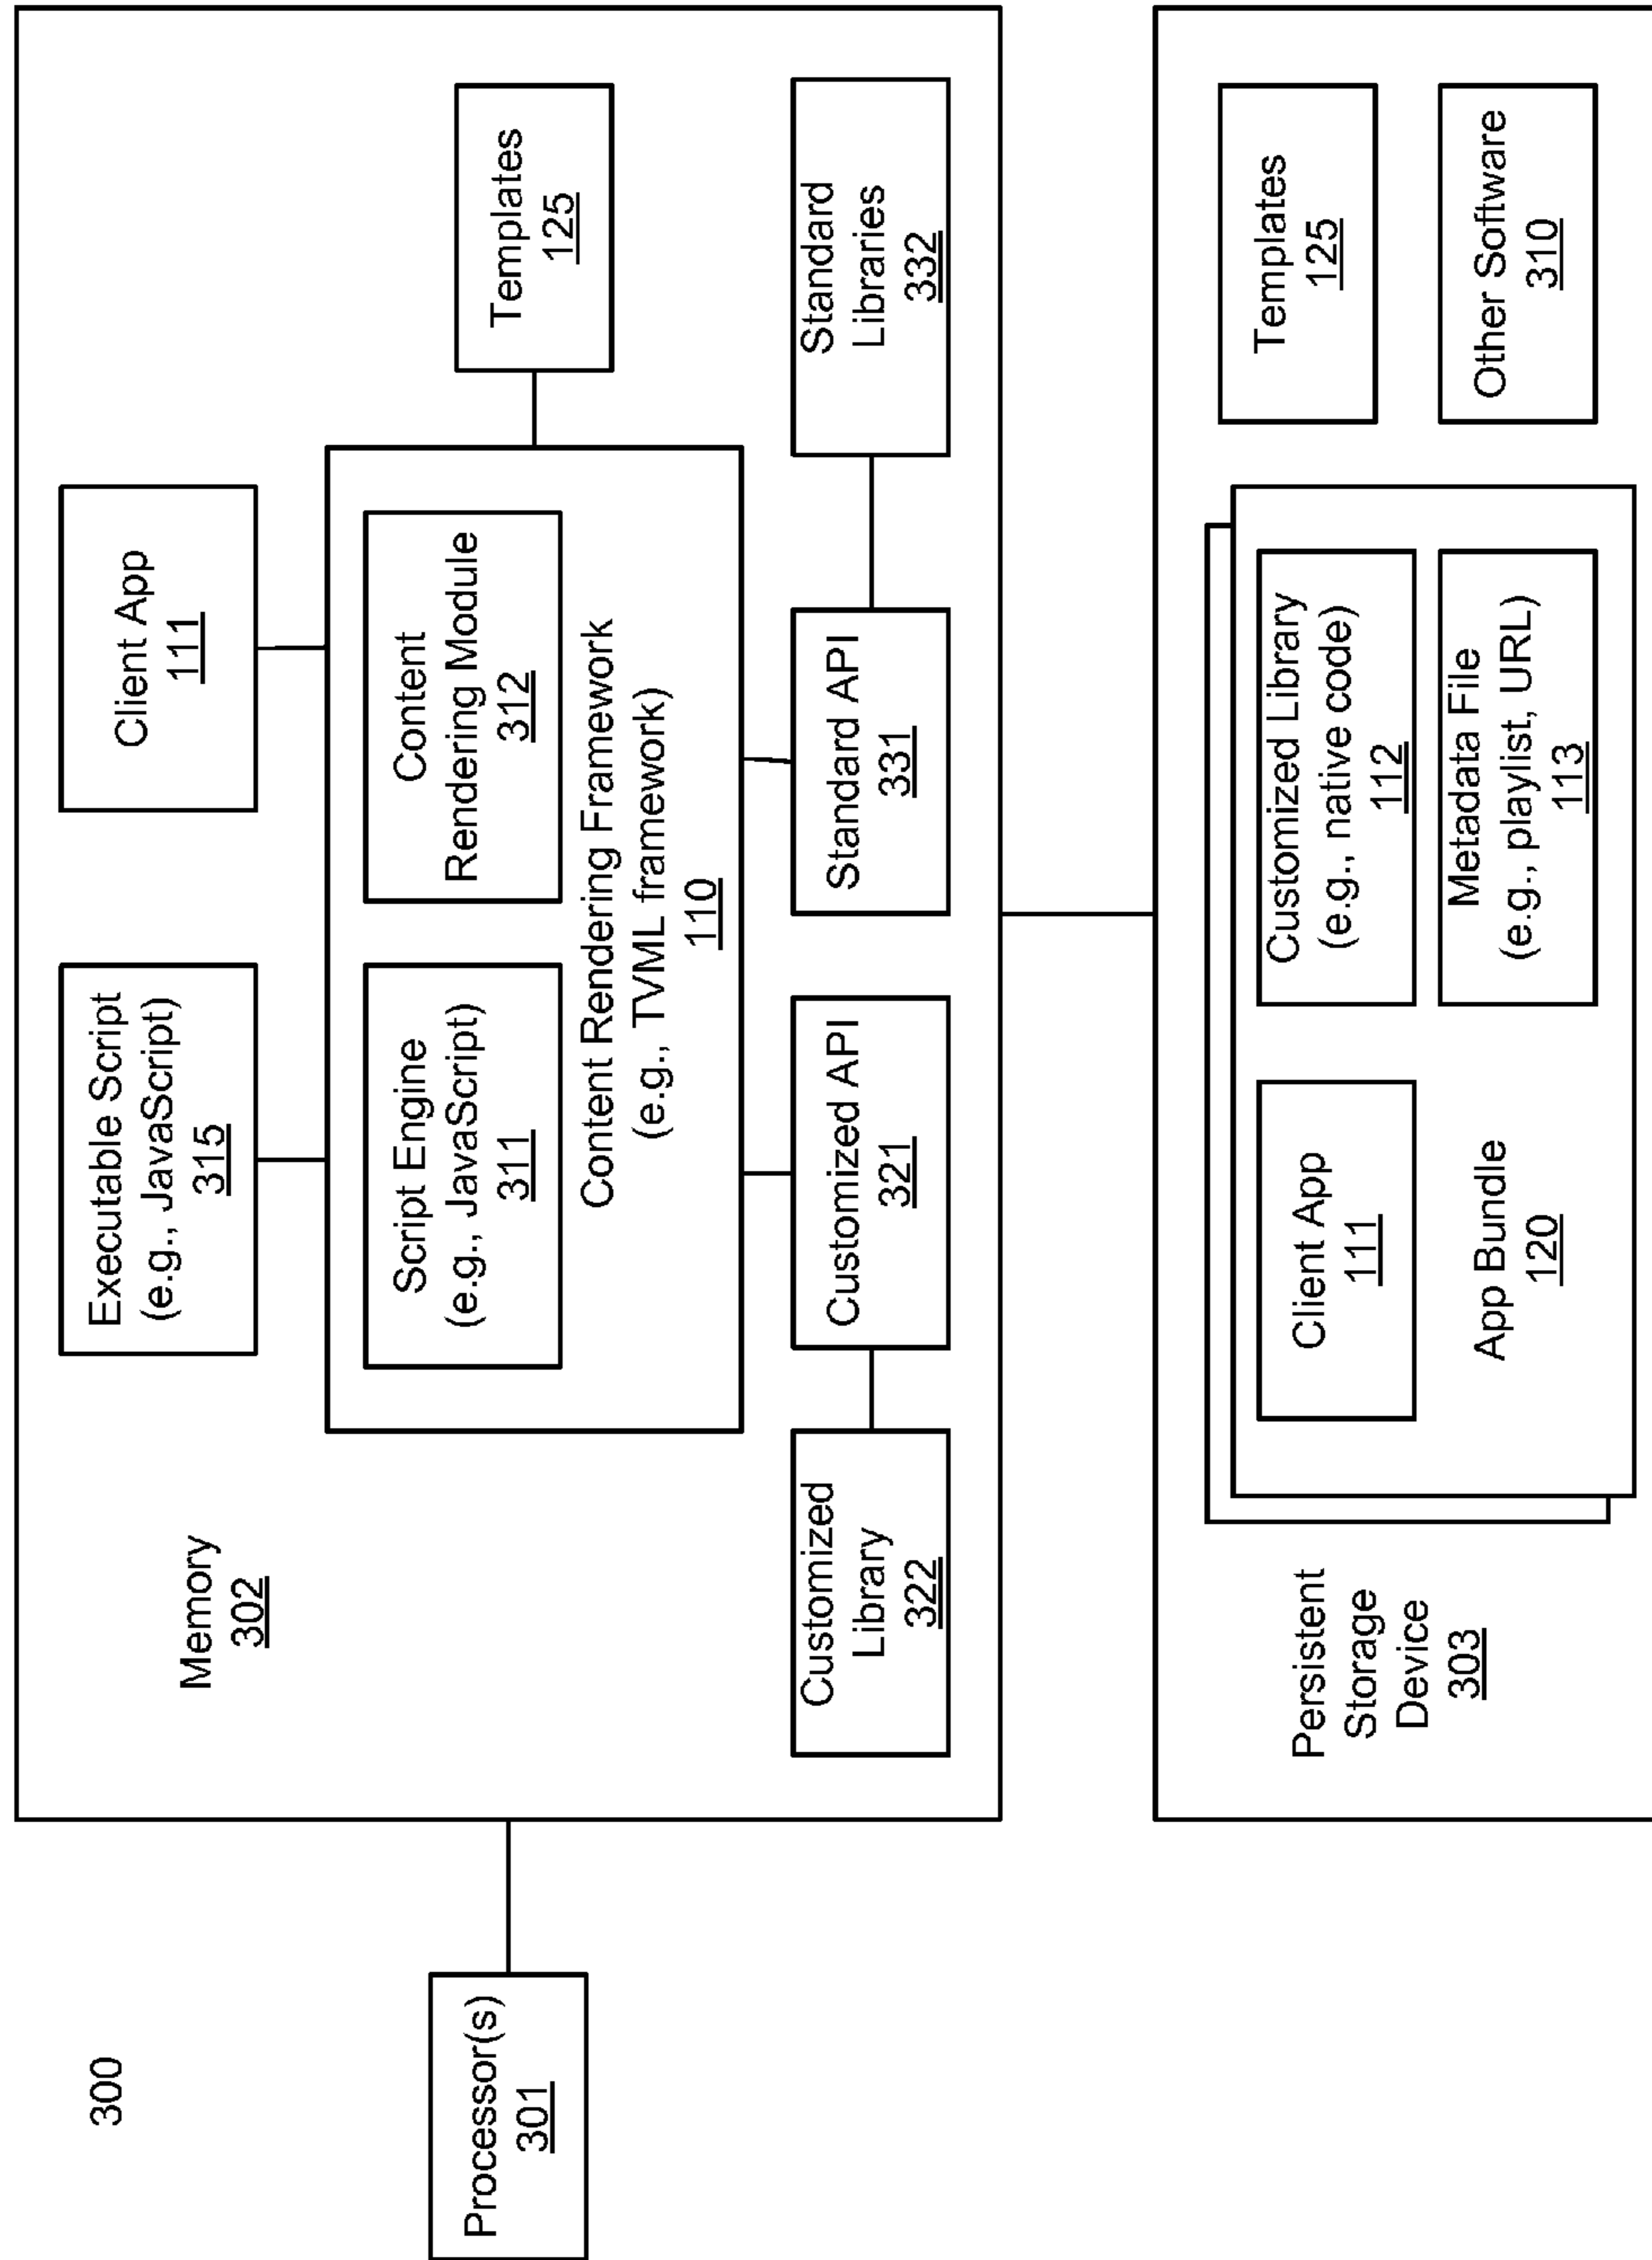 300
Processor(s)
301
Memory
302
Executable Script
(e.g., JavaScript)
315
Client App
111
Script Engine
(e.g., JavaScript)
311
Content
Rendering Module
312
Content Rendering Framework
(e.g., TVML framework)
110
Templates
125
Customized
Library
322
Customized API
321
Standard API
331
Standard
Libraries
332
Persistent
Storage
Device
303
Client App
111
App Bundle
120
Customized Library
(e.g., native code)
112
Metadata File
(e.g., playlist, URL)
113
Templates
125
Other Software
310